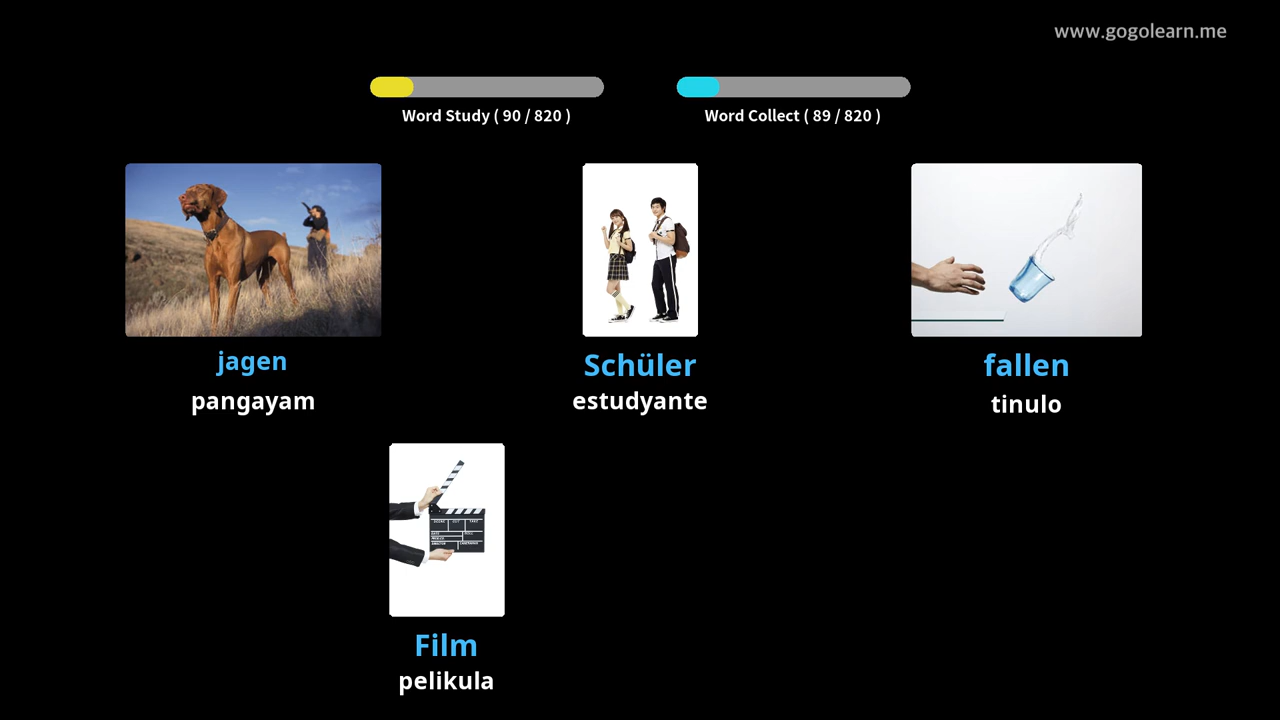 www.gogolearn.me
Word Study ( 90 / 820 )
Word Collect ( 89 / 820 )
jagen
pangayam
Schüler
estudyante
fallen
tinulo
Film
pelikula